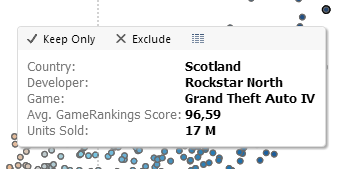 Keep Only Exclude
Country: Scotland
Developer: Rockstar North
Game: Grand Theft Auto IV
Avg. GameRankings Score: 96,59
Units Sold: 17 M